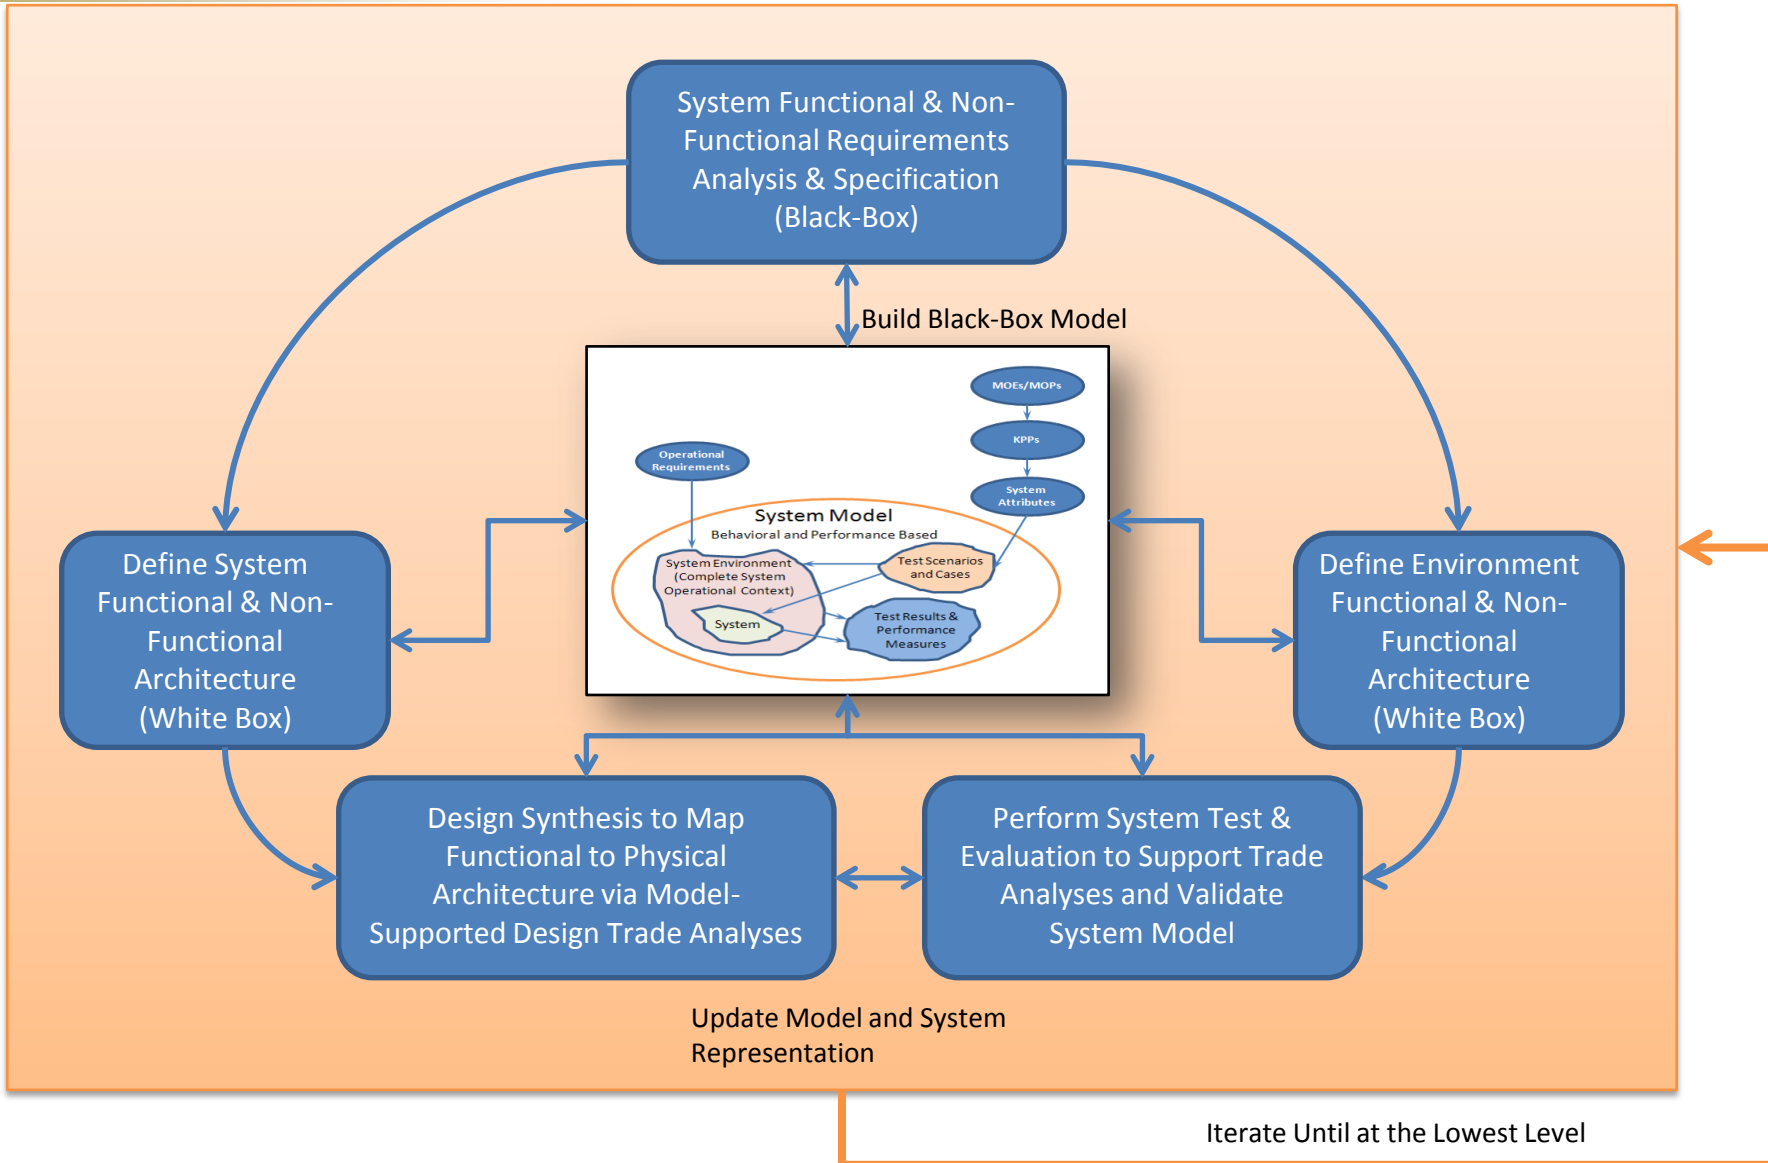 System Functional & Non-
Functional Requirements
Analysis & Specification
(Black-Box)
Build Black-Box Model
MOEs/MOPs
KPPs
System
Attributes
Operational
Requirements
System Model
Behavioral and Performance Based
System Environment
(Complete System
Operational Context)
Test Scenarios
and Cases
System
Test Results &
Performance
Measures
Define System
Functional & Non-
Functional
Architecture
(White Box)
Define Environment
Functional & Non-
Functional
Architecture
(White Box)
Design Synthesis to Map
Functional to Physical
Architecture via Model-
Supported Design Trade Analyses
Perform System Test &
Evaluation to Support Trade
Analyses and Validate
System Model
Update Model and System
Representation
Iterate Until at the Lowest Level